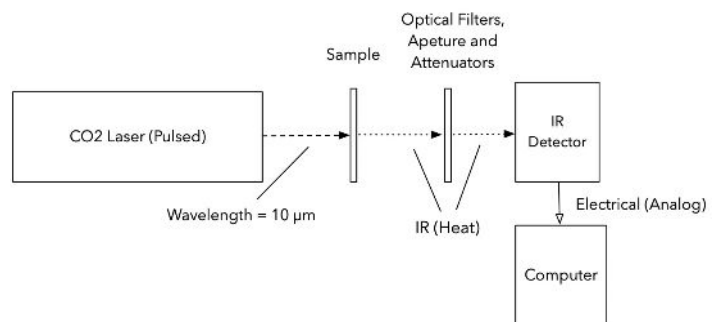 Optical Filters,
Apeture and
Attenuators
Sample
CO2 Laser (Pulsed)
IR
Detector
Wavelength = 10 μm
IR (Heat)
Electrical (Analog)
Computer